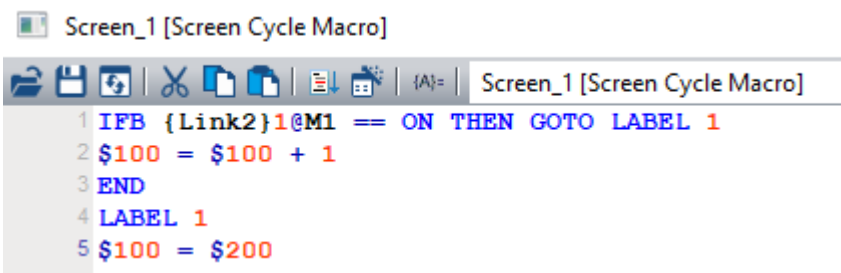 Screen_1 [Screen Cycle Macro]
{A}= Screen_1 [Screen Cycle Macro]
1 IFB {Link2}1@M1 == ON THEN GOTO LABEL 1
2 $100 = $100 + 1
3 END
4 LABEL 1
5 $100 = $200